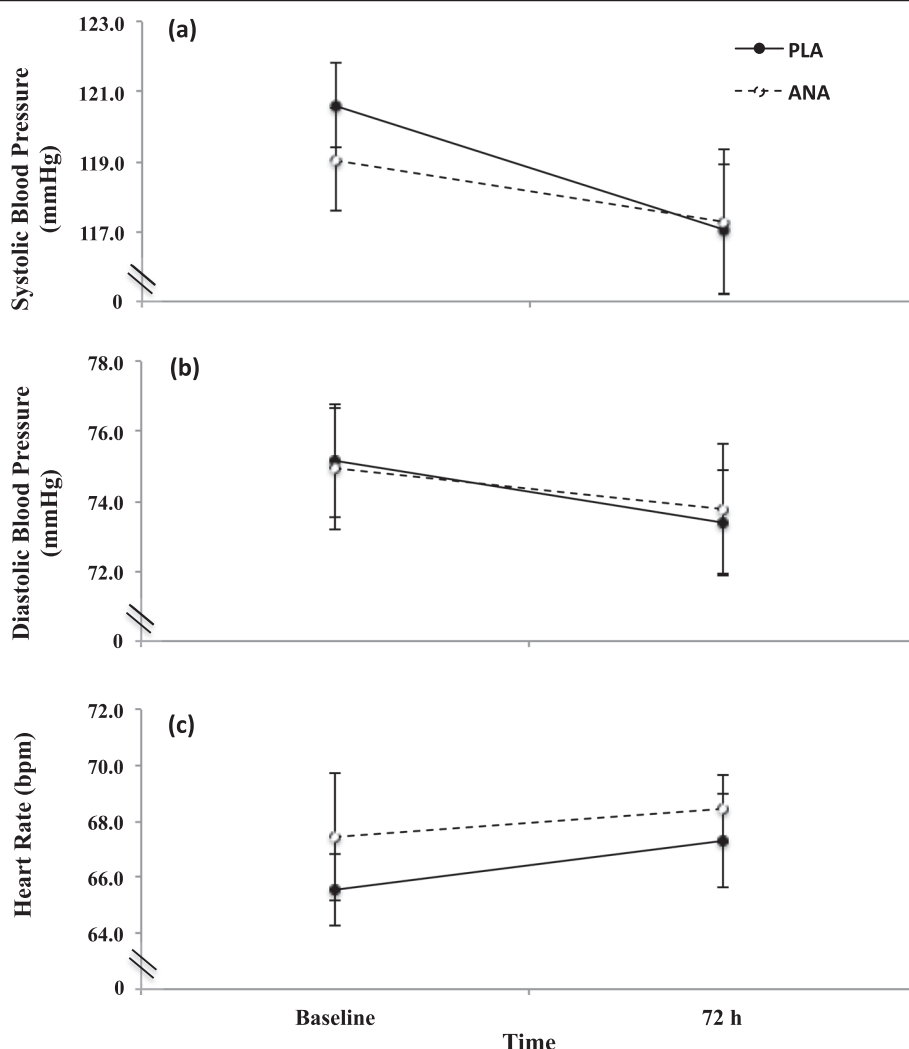 (a)
123.0
121.0
119.0
117.0
0
Systolic Blood Pressure
(mmHg)
PLA
ANA
(b)
78.0
76.0
74.0
72.0
0
Diastolic Blood Pressure
(mmHg)
(c)
72.0
70.0
68.0
66.0
64.0
0
Heart Rate (bpm)
Baseline
72 h
Time